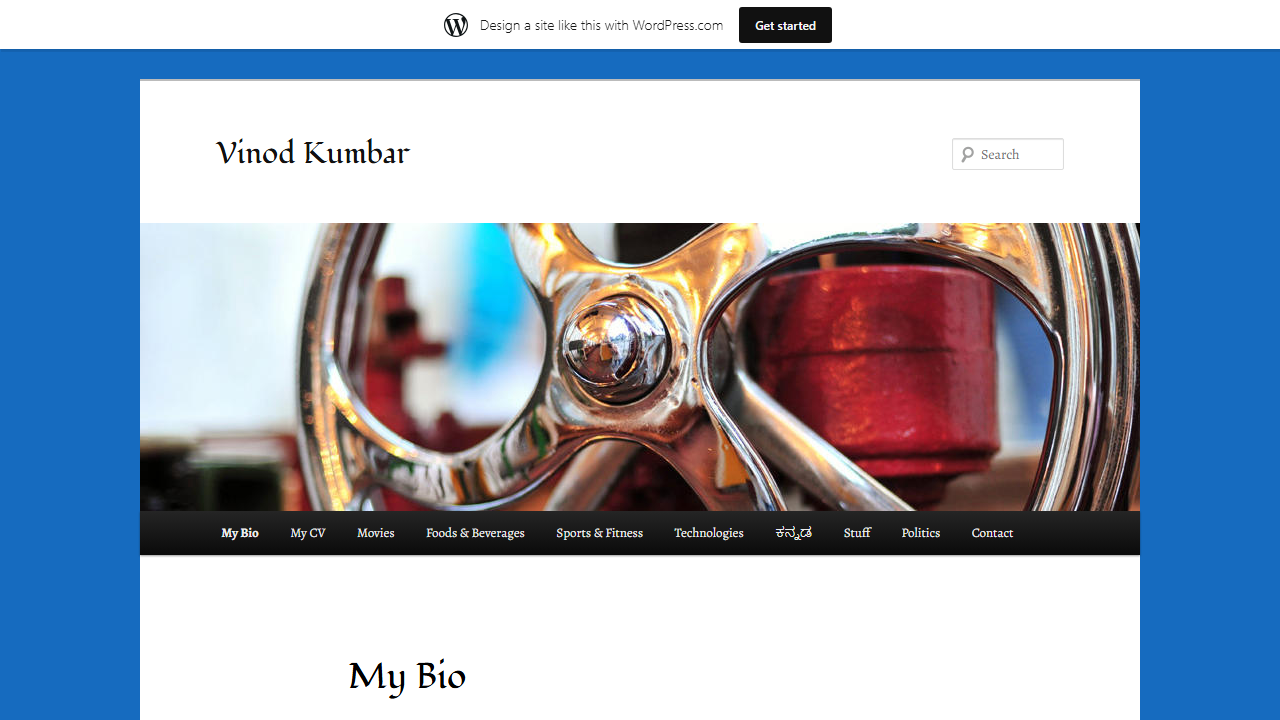 Design a site like this with WordPress.com
Get started
Vinod Kumbar
Search
My Bio
My CV
Movies
Foods & Beverages
Sports & Fitness
Technologies
ಕನ್ನಡ
Stuff
Politics
Contact
My Bio